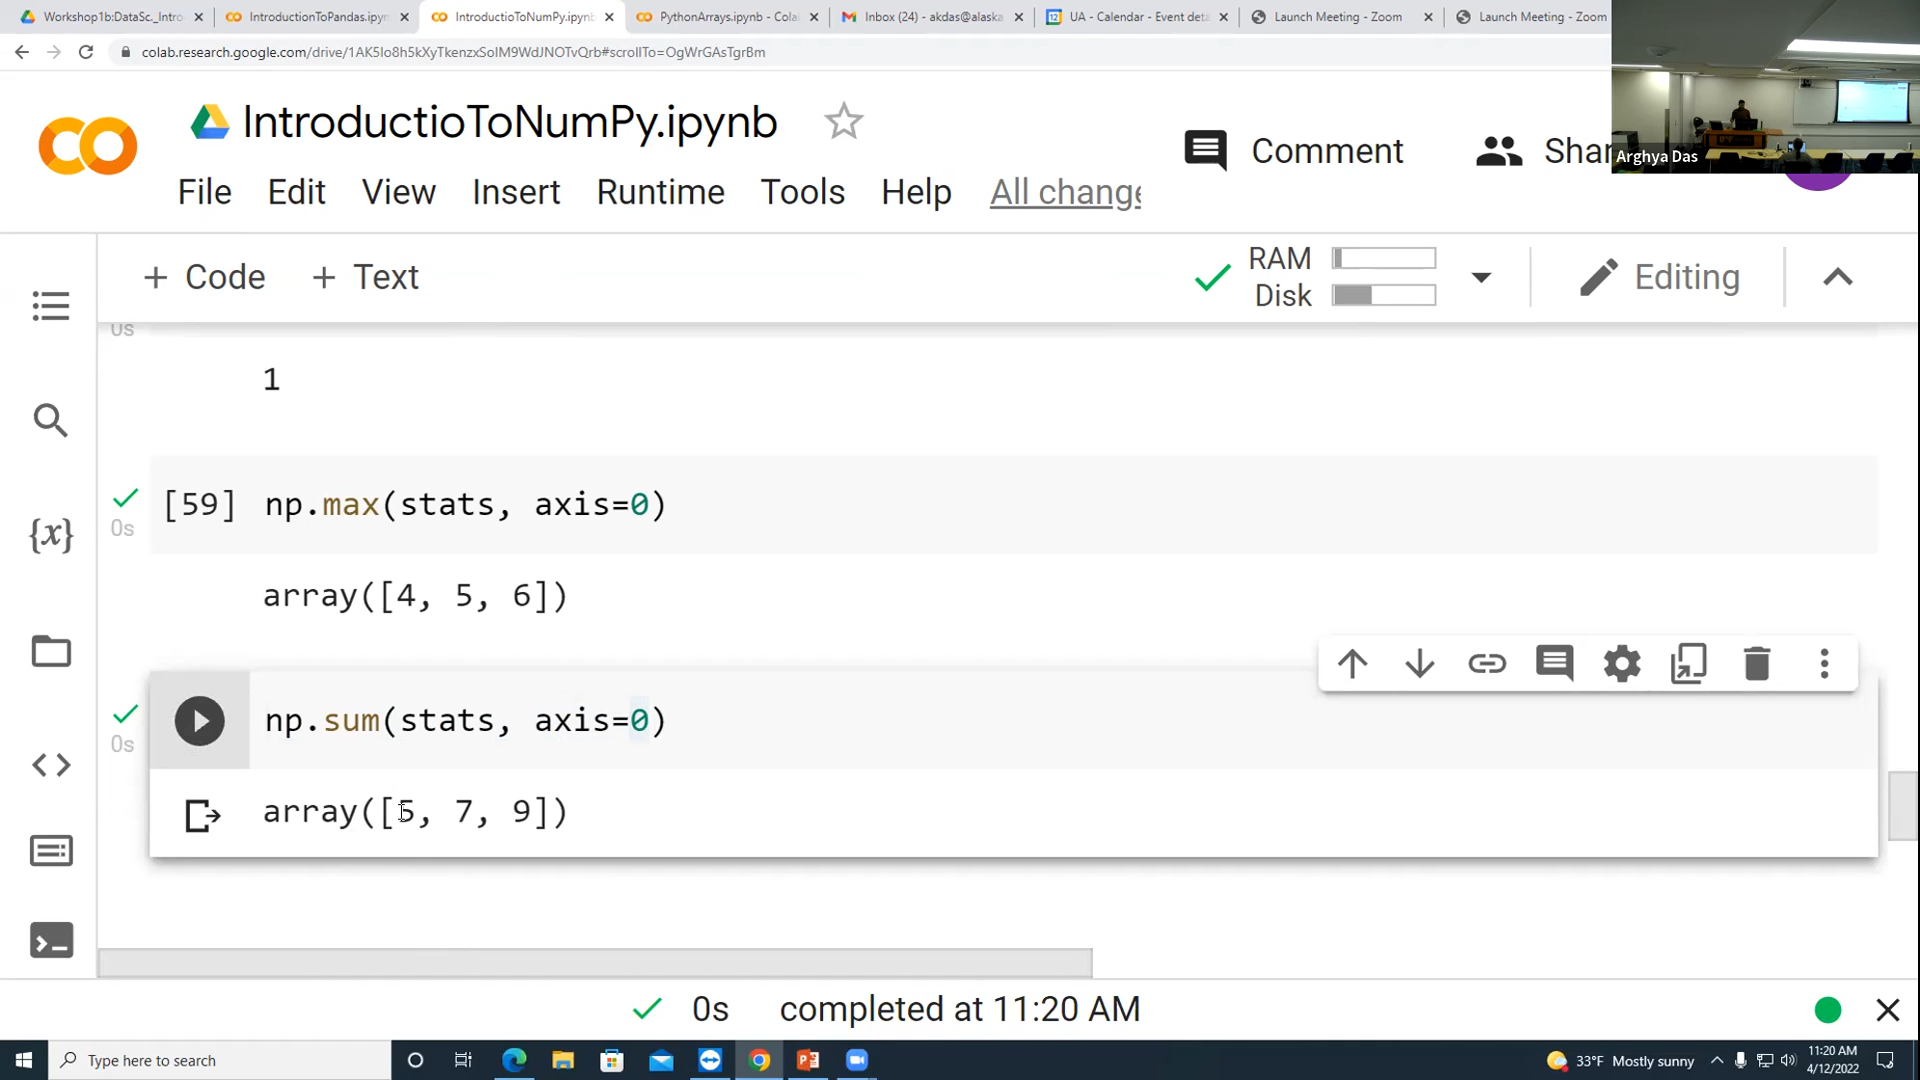 Workshop1b:DataSc._Intro
IntroductionToPandas.ipyn
IntroductioToNumPy.ipynb
PythonArrays.ipynb - Cola
Inbox (24) - akdas@alaska
UA - Calendar - Event deta
Launch Meeting - Zoom
Launch Meeting - Zoom
colab.research.google.com/drive/1AK5Io8h5kXyTkenzxSoIM9WdJNOTvQrb#scrollTo=OgWrGAsTgrBm
IntroductioToNumPy.ipynb
Comment
Shar
Arghya Das
File Edit View Insert Runtime Tools Help All change
+ Code + Text
RAM
Disk
Editing
0s
1
[59] np.max(stats, axis=0)
0s
array([4, 5, 6])
np.sum(stats, axis=0)
0s
array([5, 7, 9])
{x}
0s completed at 11:20 AM
Type here to search
33°F Mostly sunny
11:20 AM
4/12/2022